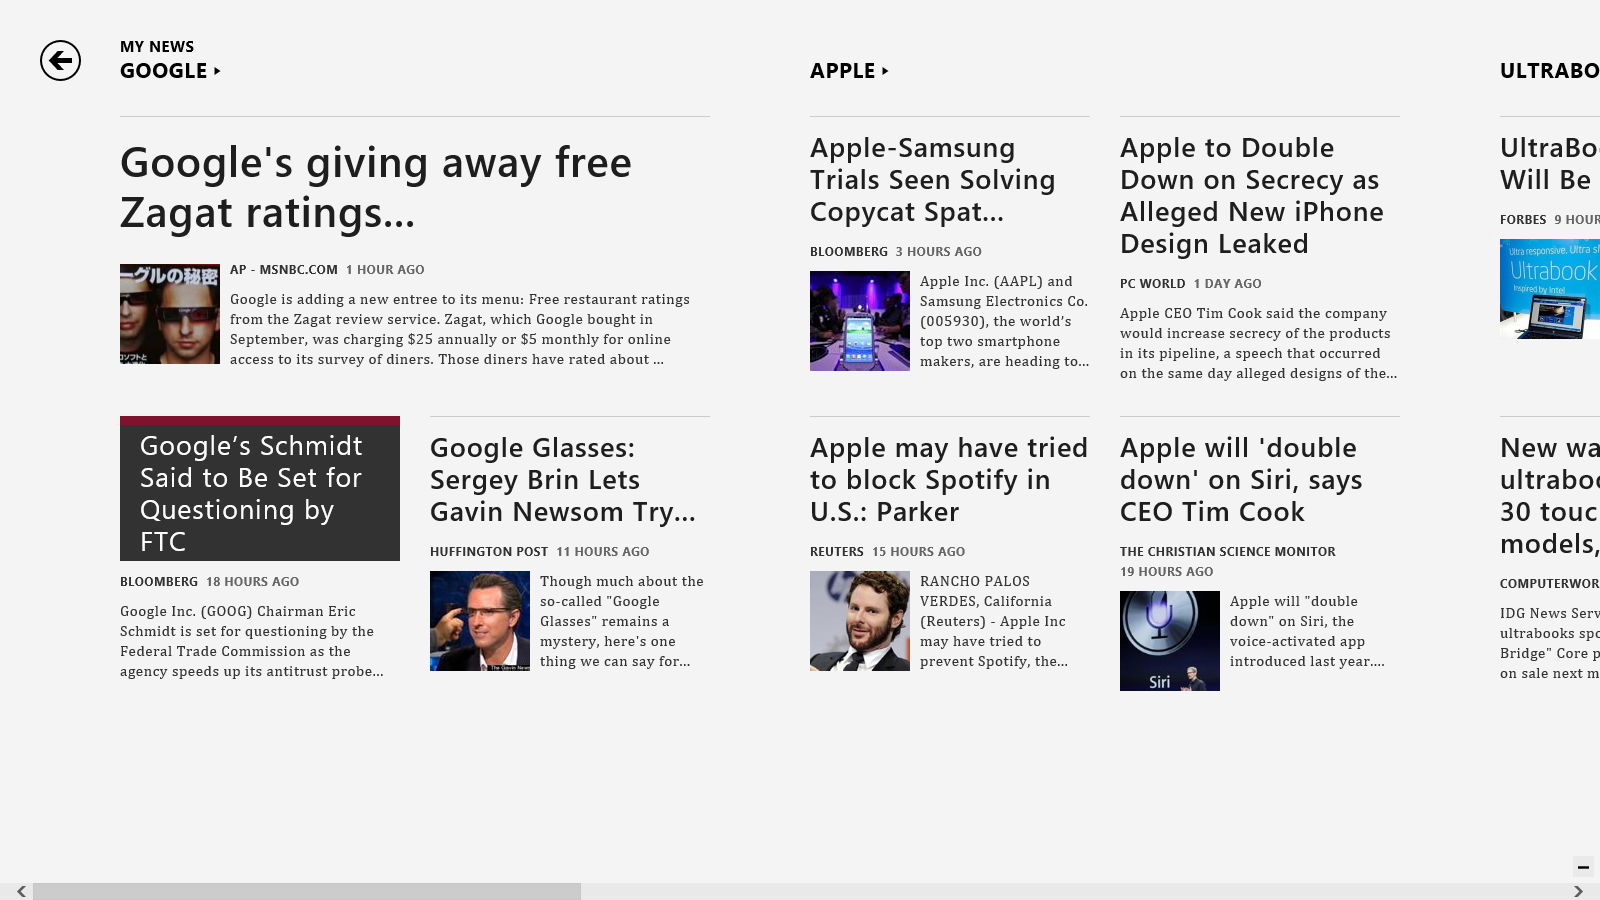 MY NEWS
GOOGLE
Google's giving away free
Zagat ratings...
ーグルの秘密
AP - MSNBC.COM 1 HOUR AGO
Google is adding a new entree to its menu: Free restaurant ratings
from the Zagat review service. Zagat, which Google bought in
September, was charging $25 annually or $5 monthly for online
access to its survey of diners. Those diners have rated about ...
Google’s Schmidt
Said to Be Set for
Questioning by
FTC
BLOOMBERG 18 HOURS AGO
Google Inc. (GOOG) Chairman Eric
Schmidt is set for questioning by the
Federal Trade Commission as the
agency speeds up its antitrust probe...
Google Glasses:
Sergey Brin Lets
Gavin Newsom Try...
HUFFINGTON POST 11 HOURS AGO
Though much about the
so-called "Google
Glasses" remains a
mystery, here's one
thing we can say for...
APPLE
Apple-Samsung
Trials Seen Solving
Copycat Spat...
BLOOMBERG 3 HOURS AGO
Apple Inc. (AAPL) and
Samsung Electronics Co.
(005930), the world’s
top two smartphone
makers, are heading to...
Apple may have tried
to block Spotify in
U.S.: Parker
REUTERS 15 HOURS AGO
RANCHO PALOS
VERDES, California
(Reuters) - Apple Inc
may have tried to
prevent Spotify, the...
Apple to Double
Down on Secrecy as
Alleged New iPhone
Design Leaked
PC WORLD 1 DAY AGO
Apple CEO Tim Cook said the company
would increase secrecy of the products
in its pipeline, a speech that occurred
on the same day alleged designs of the...
Apple will 'double
down' on Siri, says
CEO Tim Cook
THE CHRISTIAN SCIENCE MONITOR
19 HOURS AGO
Siri
Apple will "double
down" on Siri, the
voice-activated app
introduced last year....
ULTRABO
UltraBo
Will Be
FORBES 9 HOUR
Ultra responsive. Ultra
Ultrabook
Inspired by Intel
New wa
ultraboo
30 touc
models,
COMPUTERWOR
IDG News Serv
ultrabooks spo
Bridge" Core p
on sale next m